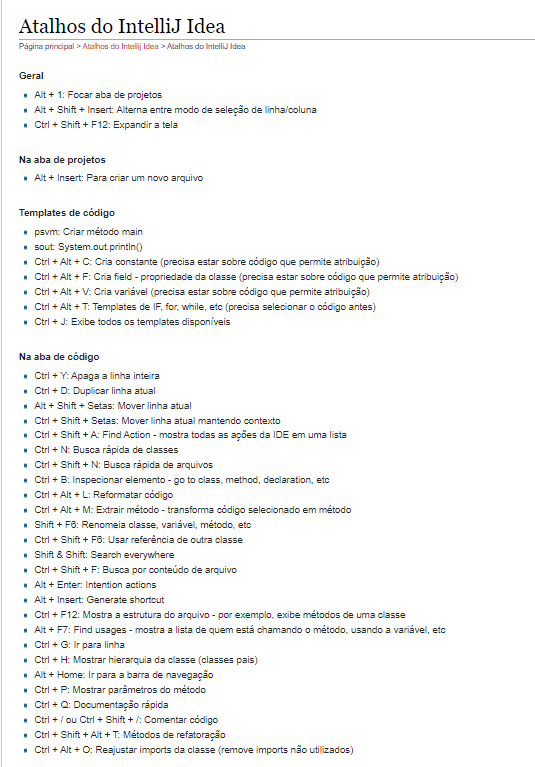 Atalhos do IntelliJ Idea
Página principal > Atalhos do Intellij Idea > Atalhos do IntelliJ Idea
Geral
Alt + 1: Focar aba de projetos
Alt + Shift + Insert: Alterna entre modo de seleção de linha/coluna
Ctrl + Shift + F12: Expandir a tela
Na aba de projetos
Alt + Insert: Para criar um novo arquivo
Templates de código
psvm: Criar método main
sout: System.out.println()
Ctrl + Alt + C: Cria constante (precisa estar sobre código que permite atribuição)
Ctrl + Alt + F: Cria field - propriedade da classe (precisa estar sobre código que permite atribuição)
Ctrl + Alt + V: Cria variável (precisa estar sobre código que permite atribuição)
Ctrl + Alt + T: Templates de IF, for, while, etc (precisa selecionar o código antes)
Ctrl + J: Exibe todos os templates disponíveis
Na aba de código
Ctrl + Y: Apaga a linha inteira
Ctrl + D: Duplicar linha atual
Alt + Shift + Setas: Mover linha atual
Ctrl + Shift + Setas: Mover linha atual mantendo contexto
Ctrl + Shift + A: Find Action - mostra todas as ações da IDE em uma lista
Ctrl + N: Busca rápida de classes
Ctrl + Shift + N: Busca rápida de arquivos
Ctrl + B: Inspecionar elemento - go to class, method, declaration, etc
Ctrl + Alt + L: Reformatar código
Ctrl + Alt + M: Extrair método - transforma código selecionado em método
Shift + F6: Renomeia classe, variável, método, etc
Ctrl + Shift + F6: Usar referência de outra classe
Shift & Shift: Search everywhere
Ctrl + Shift + F: Busca por conteúdo de arquivo
Alt + Enter: Intention actions
Alt + Insert: Generate shortcut
Ctrl + F12: Mostra a estrutura do arquivo - por exemplo, exibe métodos de uma classe
Alt + F7: Find usages - mostra a lista de quem está chamando o método, usando a variável, etc
Ctrl + G: Ir para linha
Ctrl + H: Mostrar hierarquia da classe (classes pais)
Alt + Home: Ir para a barra de navegação
Ctrl + P: Mostrar parâmetros do método
Ctrl + Q: Documentação rápida
Ctrl + / ou Ctrl + Shift + /: Comentar código
Ctrl + Shift + Alt + T: Métodos de refatoração
Ctrl + Alt + O: Reajustar imports da classe (remove imports não utilizados)